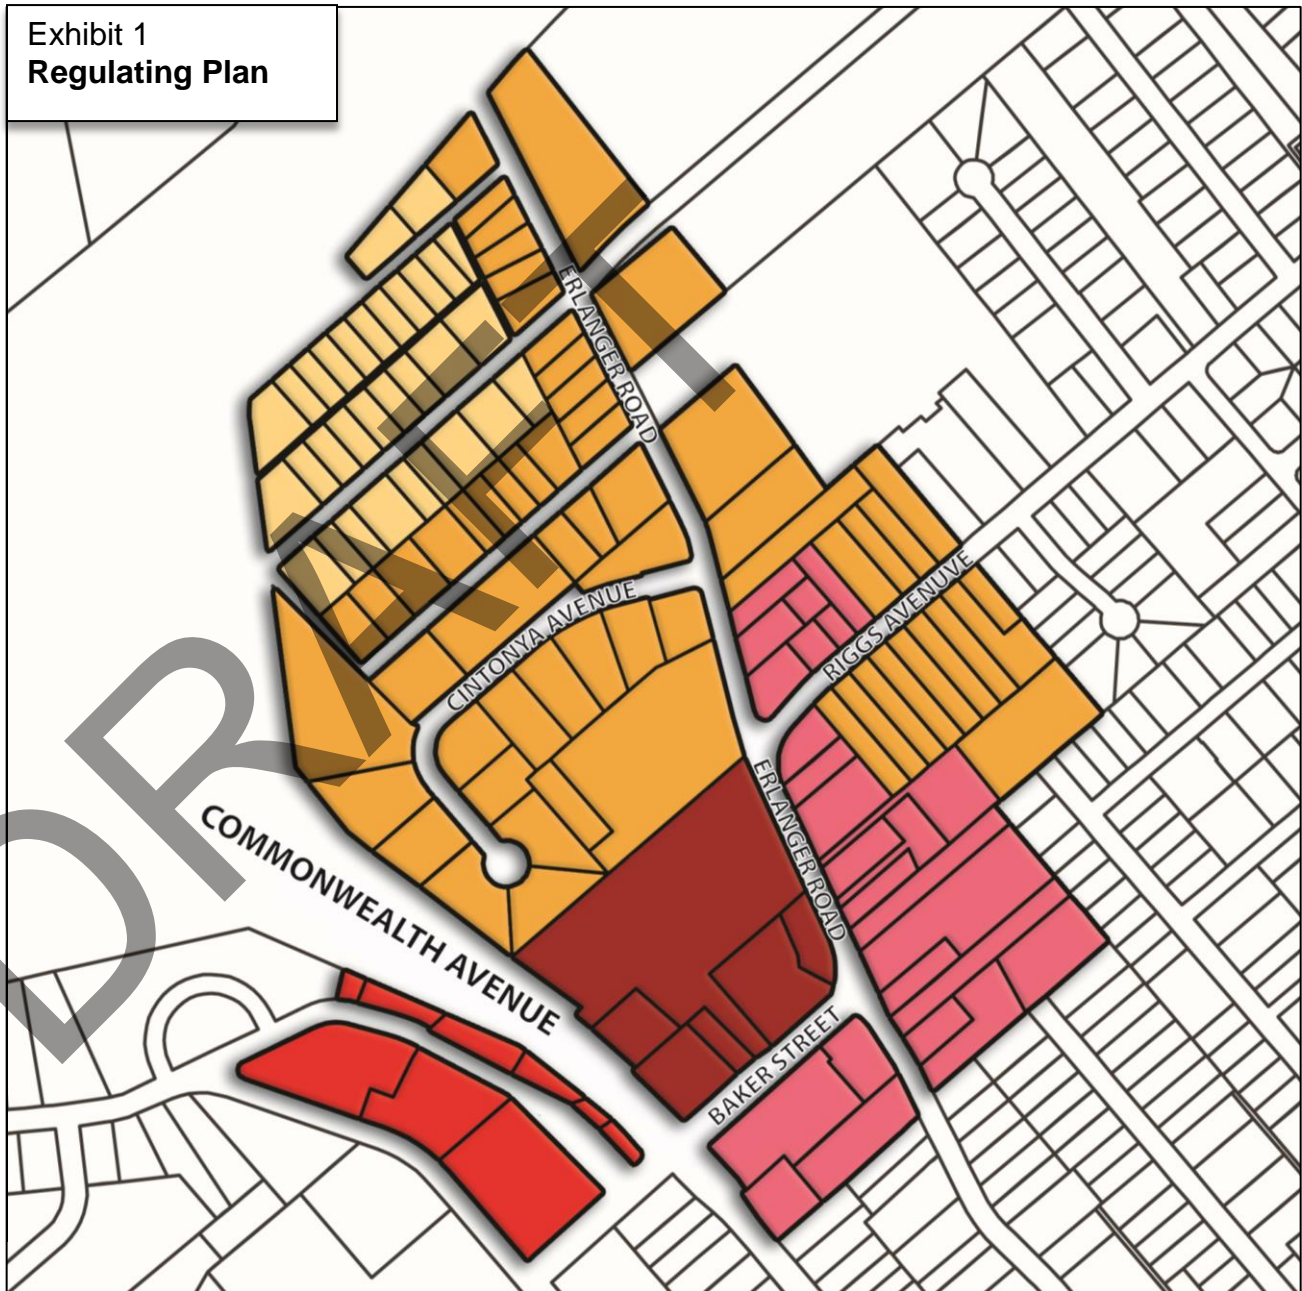 Exhibit 1
Regulating Plan
ERLANGER ROAD
CINTONYA AVENUE
RIGGS AVENUVE
ERLANGER ROAD
COMMONWEALTH AVENUE
BAKER STREET
DRAFT